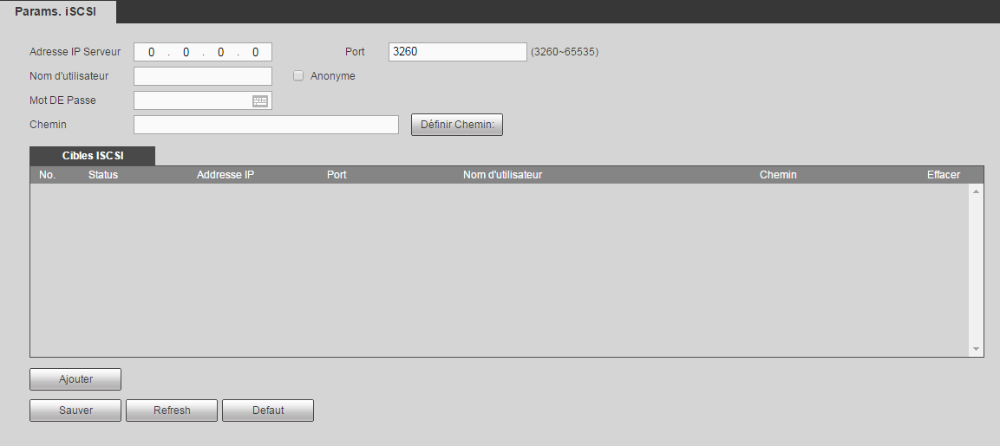 Params. iSCSI
Adresse IP Serveur 0 . 0 . 0 . 0 Port 3260 (3260~65535)
Nom d'utilisateur Anonyme
Mot DE Passe
Chemin Définir Chemin:
Cibles ISCSI
No. Status Addresse IP Port Nom d'utilisateur Chemin Effacer
Ajouter
Sauver Refresh Defaut